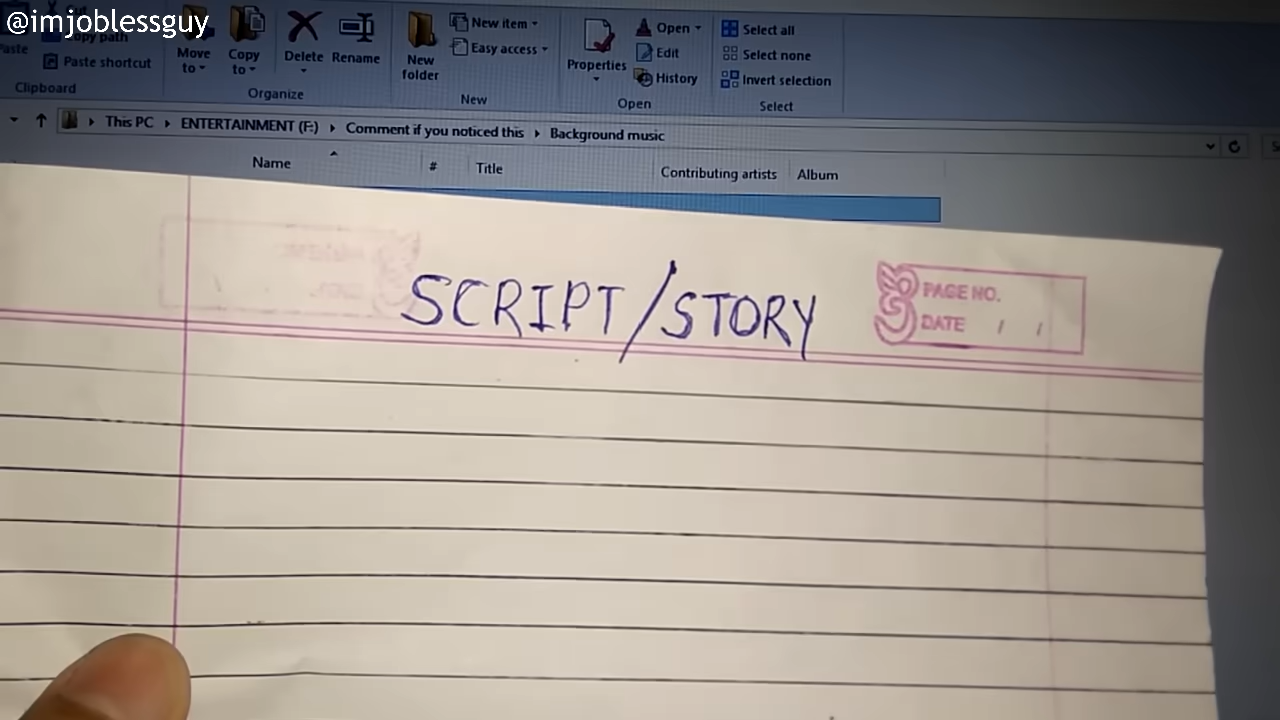 @imjoblessguy
Copy path
Paste shortcut
Clipboard
Move to
Copy to
Delete
Rename
Organize
New folder
New item
Easy access
New
Properties
Open
Edit
History
Open
Select all
Select none
Invert selection
Select
This PC
ENTERTAINMENT (F:)
Comment if you noticed this
Background music
Name
#
Title
Contributing artists
Album
SCRIPT/STORY
PAGE NO.
DATE / /